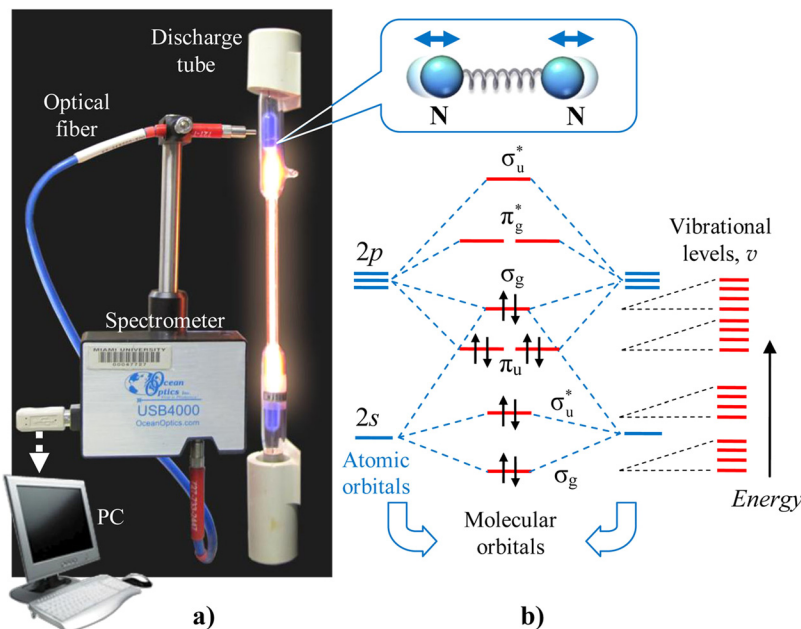 Discharge
tube
Optical
fiber
Spectrometer
MIAMI UNIVERSITY
Ocean
Optics
USB4000
OceanOptics.com
PC
a)
N
N
σ*u
π*g
2p
σg
πu
2s
σ*u
σg
Atomic
orbitals
Molecular
orbitals
Vibrational
levels, v
Energy
b)